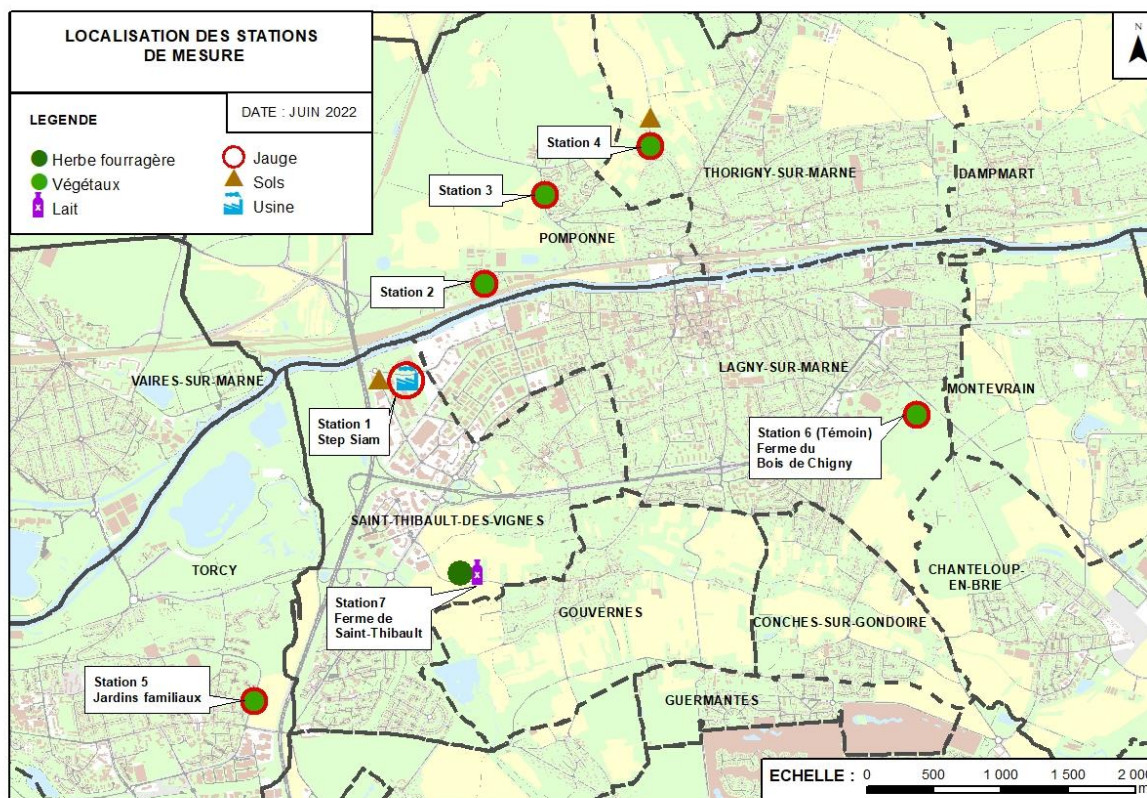 LOCALISATION DES STATIONS
DE MESURE
LEGENDE
DATE : JUIN 2022
Herbe fourragère
Végétaux
Lait
Jauge
Sols
Usine
N
Station 4
THORIGNY-SUR-MARNE
DAMPMART
Station 3
POMPONNE
Station 2
VAIRES-SUR-MARNE
LAGNY-SUR-MARNE
MONTEVRAIN
Station 1
Step Siam
Station 6 (Témoin)
Ferme du
Bois de Chigny
SAINT-THIBAULT-DES-VIGNES
TORCY
CHANTELOUP-
EN-BRIE
Station7
Ferme de
Saint-Thibault
GOUVERNES
CONCHES-SUR-GONDOIRE
Station 5
Jardins familiaux
GUERMANTES
ECHELLE : 0 500 1 000 1 500 2 000
m